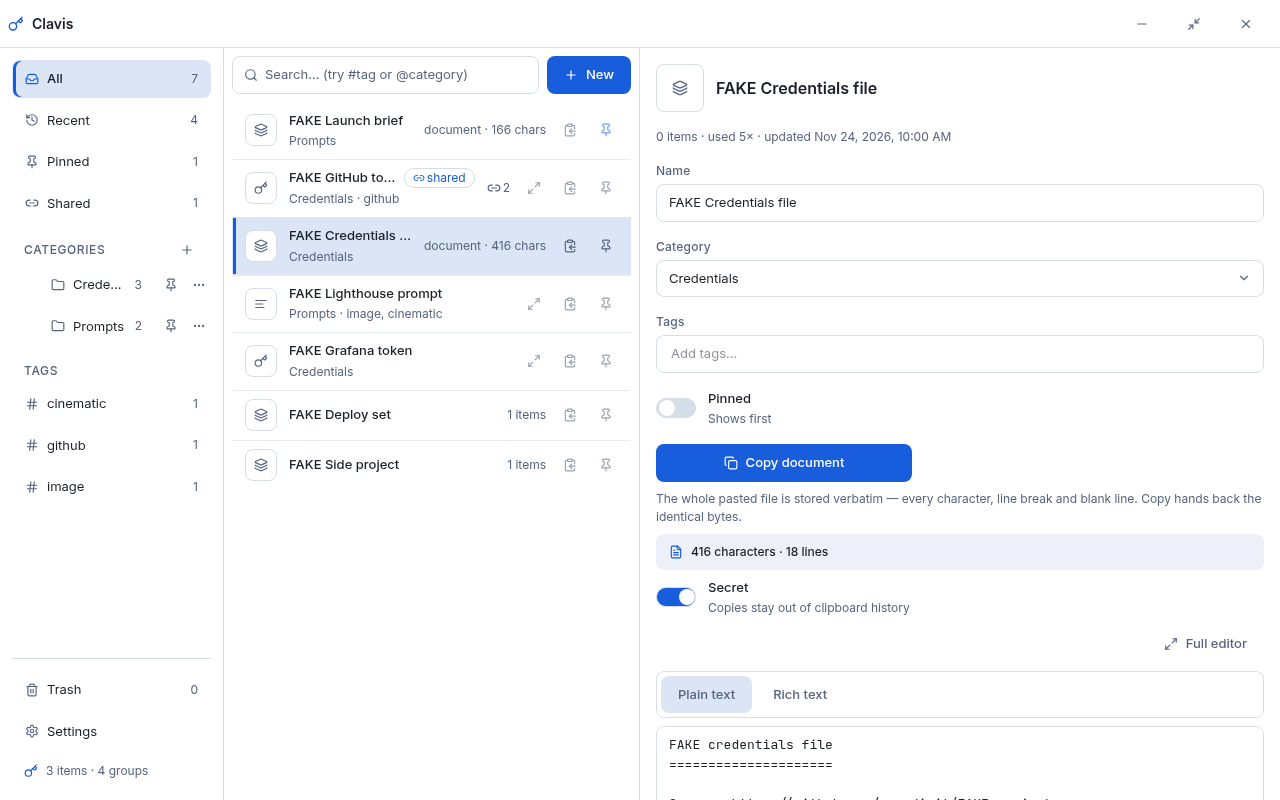 Clavis
All 7
Recent 4
Pinned 1
Shared 1
CATEGORIES
Crede... 3
Prompts 2
TAGS
cinematic 1
github 1
image 1
Trash 0
Settings
3 items · 4 groups
Search... (try #tag or @category)
New
FAKE Launch brief
Prompts
document · 166 chars
FAKE GitHub to... shared
Credentials · github
2
FAKE Credentials ...
Credentials
document · 416 chars
FAKE Lighthouse prompt
Prompts · image, cinematic
FAKE Grafana token
Credentials
FAKE Deploy set 1 items
FAKE Side project 1 items
FAKE Credentials file
0 items · used 5× · updated Nov 24, 2026, 10:00 AM
Name
FAKE Credentials file
Category
Credentials
Tags
Add tags...
Pinned
Shows first
Copy document
The whole pasted file is stored verbatim — every character, line break and blank line. Copy hands back the
identical bytes.
416 characters · 18 lines
Secret
Copies stay out of clipboard history
Full editor
Plain text Rich text
FAKE credentials file
=====================